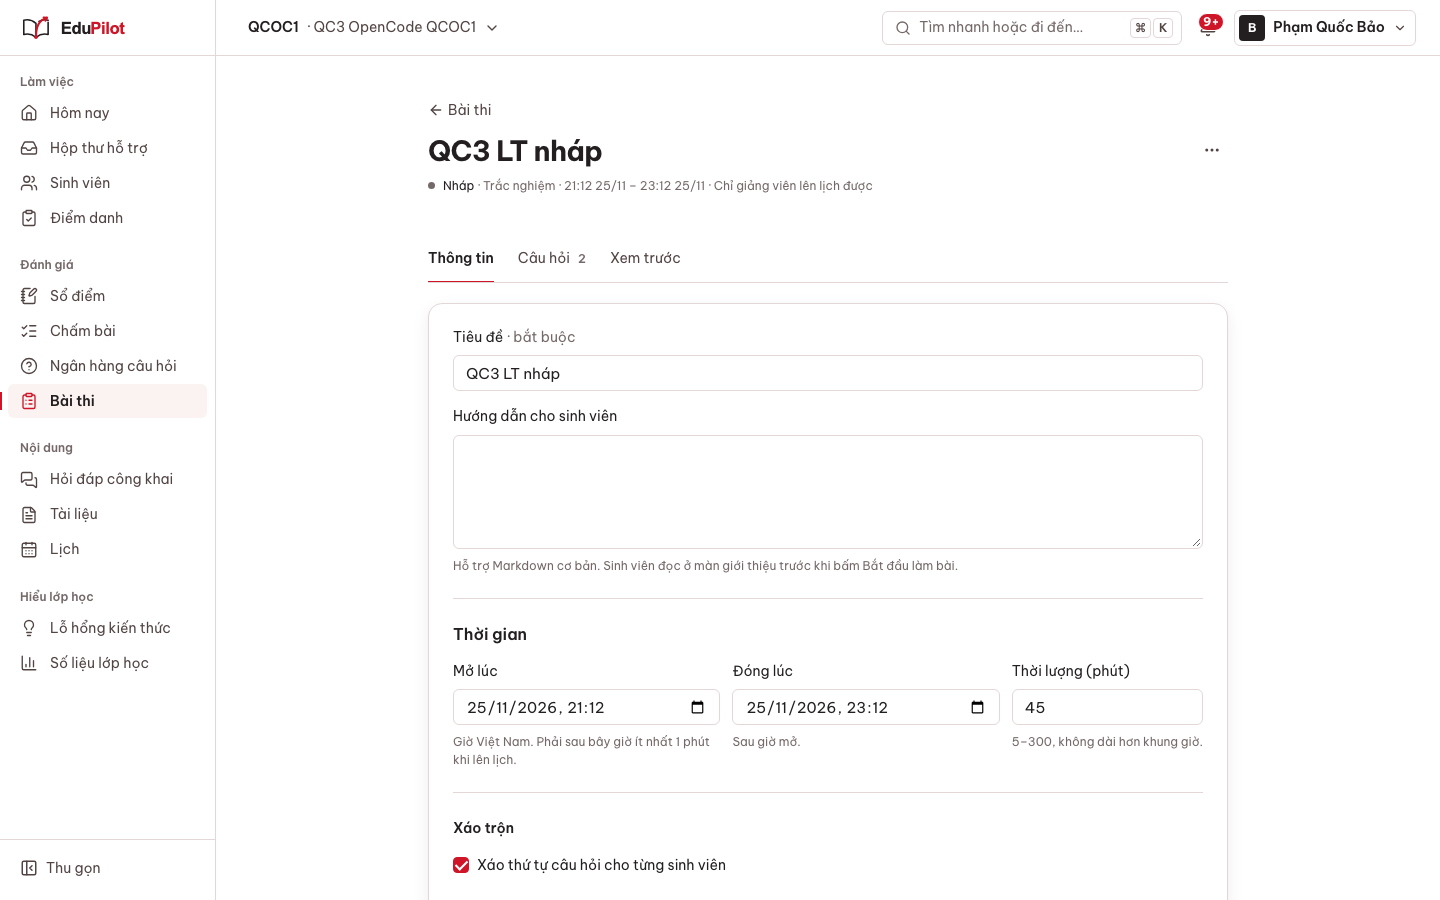 EduPilot
QCOC1 · QC3 OpenCode QCOC1
Tìm nhanh hoặc đi đến... ⌘ K
9+
B Phạm Quốc Bảo
Làm việc
Hôm nay
Hộp thư hỗ trợ
Sinh viên
Điểm danh
Đánh giá
Sổ điểm
Chấm bài
Ngân hàng câu hỏi
Bài thi
Nội dung
Hỏi đáp công khai
Tài liệu
Lịch
Hiểu lớp học
Lỗ hổng kiến thức
Số liệu lớp học
Thu gọn
← Bài thi
QC3 LT nháp
Nháp · Trắc nghiệm · 21:12 25/11 – 23:12 25/11 · Chỉ giảng viên lên lịch được
Thông tin Câu hỏi 2 Xem trước
Tiêu đề · bắt buộc
QC3 LT nháp
Hướng dẫn cho sinh viên
Hỗ trợ Markdown cơ bản. Sinh viên đọc ở màn giới thiệu trước khi bấm Bắt đầu làm bài.
Thời gian
Mở lúc Đóng lúc Thời lượng (phút)
25/11/2026, 21:12 25/11/2026, 23:12 45
Giờ Việt Nam. Phải sau bây giờ ít nhất 1 phút khi lên lịch. Sau giờ mở. 5–300, không dài hơn khung giờ.
Xáo trộn
Xáo thứ tự câu hỏi cho từng sinh viên